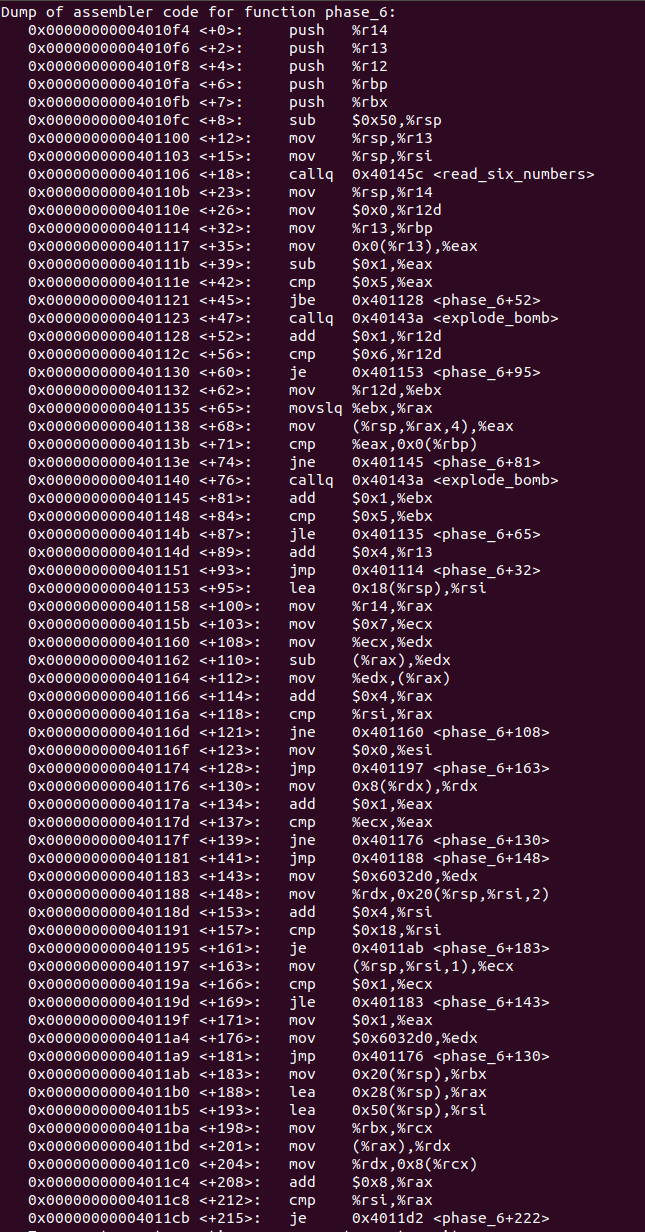 Dump of assembler code for function phase_6:
   0x00000000004010f4 <+0>:     push   %r14
   0x00000000004010f6 <+2>:     push   %r13
   0x00000000004010f8 <+4>:     push   %r12
   0x00000000004010fa <+6>:     push   %rbp
   0x00000000004010fb <+7>:     push   %rbx
   0x00000000004010fc <+8>:     sub    $0x50,%rsp
   0x0000000000401100 <+12>:    mov    %rsp,%r13
   0x0000000000401103 <+15>:    mov    %rsp,%rsi
   0x0000000000401106 <+18>:    callq  0x40145c <read_six_numbers>
   0x000000000040110b <+23>:    mov    %rsp,%r14
   0x000000000040110e <+26>:    mov    $0x0,%r12d
   0x0000000000401114 <+32>:    mov    %r13,%rbp
   0x0000000000401117 <+35>:    mov    0x0(%r13),%eax
   0x000000000040111b <+39>:    sub    $0x1,%eax
   0x000000000040111e <+42>:    cmp    $0x5,%eax
   0x0000000000401121 <+45>:    jbe    0x401128 <phase_6+52>
   0x0000000000401123 <+47>:    callq  0x40143a <explode_bomb>
   0x0000000000401128 <+52>:    add    $0x1,%r12d
   0x000000000040112c <+56>:    cmp    $0x6,%r12d
   0x0000000000401130 <+60>:    je     0x401153 <phase_6+95>
   0x0000000000401132 <+62>:    mov    %r12d,%ebx
   0x0000000000401135 <+65>:    movslq %ebx,%rax
   0x0000000000401138 <+68>:    mov    (%rsp,%rax,4),%eax
   0x000000000040113b <+71>:    cmp    %eax,0x0(%rbp)
   0x000000000040113e <+74>:    jne    0x401145 <phase_6+81>
   0x0000000000401140 <+76>:    callq  0x40143a <explode_bomb>
   0x0000000000401145 <+81>:    add    $0x1,%ebx
   0x0000000000401148 <+84>:    cmp    $0x5,%ebx
   0x000000000040114b <+87>:    jle    0x401135 <phase_6+65>
   0x000000000040114d <+89>:    add    $0x4,%r13
   0x0000000000401151 <+93>:    jmp    0x401114 <phase_6+32>
   0x0000000000401153 <+95>:    lea    0x18(%rsp),%rsi
   0x0000000000401158 <+100>:   mov    %r14,%rax
   0x000000000040115b <+103>:   mov    $0x7,%ecx
   0x0000000000401160 <+108>:   mov    %ecx,%edx
   0x0000000000401162 <+110>:   sub    (%rax),%edx
   0x0000000000401164 <+112>:   mov    %edx,(%rax)
   0x0000000000401166 <+114>:   add    $0x4,%rax
   0x000000000040116a <+118>:   cmp    %rsi,%rax
   0x000000000040116d <+121>:   jne    0x401160 <phase_6+108>
   0x000000000040116f <+123>:   mov    $0x0,%esi
   0x0000000000401174 <+128>:   jmp    0x401197 <phase_6+163>
   0x0000000000401176 <+130>:   mov    0x8(%rdx),%rdx
   0x000000000040117a <+134>:   add    $0x1,%eax
   0x000000000040117d <+137>:   cmp    %ecx,%eax
   0x000000000040117f <+139>:   jne    0x401176 <phase_6+130>
   0x0000000000401181 <+141>:   jmp    0x401188 <phase_6+148>
   0x0000000000401183 <+143>:   mov    $0x6032d0,%edx
   0x0000000000401188 <+148>:   mov    %rdx,0x20(%rsp,%rsi,2)
   0x000000000040118d <+153>:   add    $0x4,%rsi
   0x0000000000401191 <+157>:   cmp    $0x18,%rsi
   0x0000000000401195 <+161>:   je     0x4011ab <phase_6+183>
   0x0000000000401197 <+163>:   mov    (%rsp,%rsi,1),%ecx
   0x000000000040119a <+166>:   cmp    $0x1,%ecx
   0x000000000040119d <+169>:   jle    0x401183 <phase_6+143>
   0x000000000040119f <+171>:   mov    $0x1,%eax
   0x00000000004011a4 <+176>:   mov    $0x6032d0,%edx
   0x00000000004011a9 <+181>:   jmp    0x401176 <phase_6+130>
   0x00000000004011ab <+183>:   mov    0x20(%rsp),%rbx
   0x00000000004011b0 <+188>:   lea    0x28(%rsp),%rax
   0x00000000004011b5 <+193>:   lea    0x50(%rsp),%rsi
   0x00000000004011ba <+198>:   mov    %rbx,%rcx
   0x00000000004011bd <+201>:   mov    (%rax),%rdx
   0x00000000004011c0 <+204>:   mov    %rdx,0x8(%rcx)
   0x00000000004011c4 <+208>:   add    $0x8,%rax
   0x00000000004011c8 <+212>:   cmp    %rsi,%rax
   0x00000000004011cb <+215>:   je     0x4011d2 <phase_6+222>